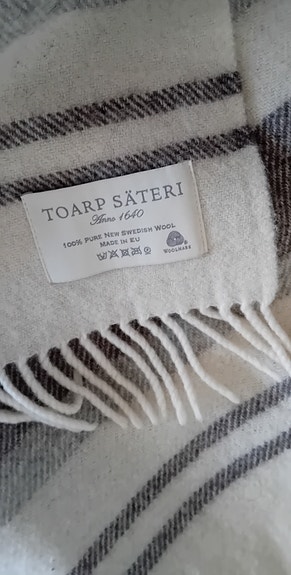 TOARP SÄTERI
Anno 1640
100% PURE NEW SWEDISH WOOL
MADE IN EU
WOOLMARK